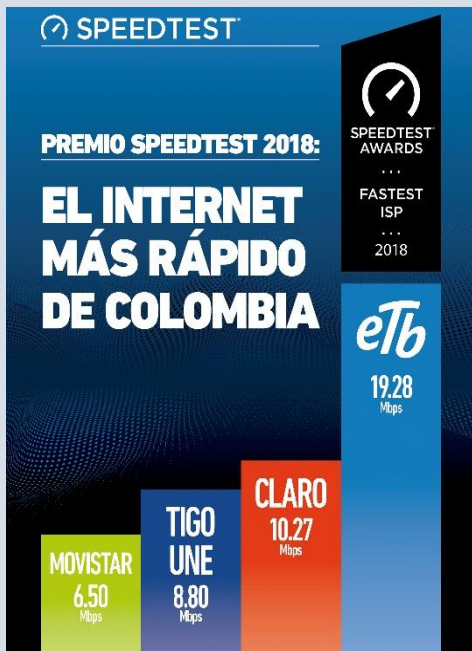 SPEEDTEST®
PREMIO SPEEDTEST 2018:
EL INTERNET
MÁS RÁPIDO
DE COLOMBIA
SPEEDTEST®
AWARDS
...
FASTEST
ISP
...
2018
eTb
19.28
Mbps
CLARO
10.27
Mbps
TIGO
UNE
8.80
Mbps
MOVISTAR
6.50
Mbps